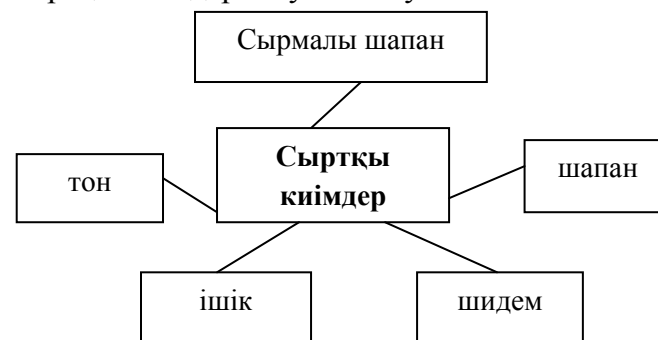 Сырмалы шапан
Сыртқы
киімдер
тон
шапан
ішік
шидем